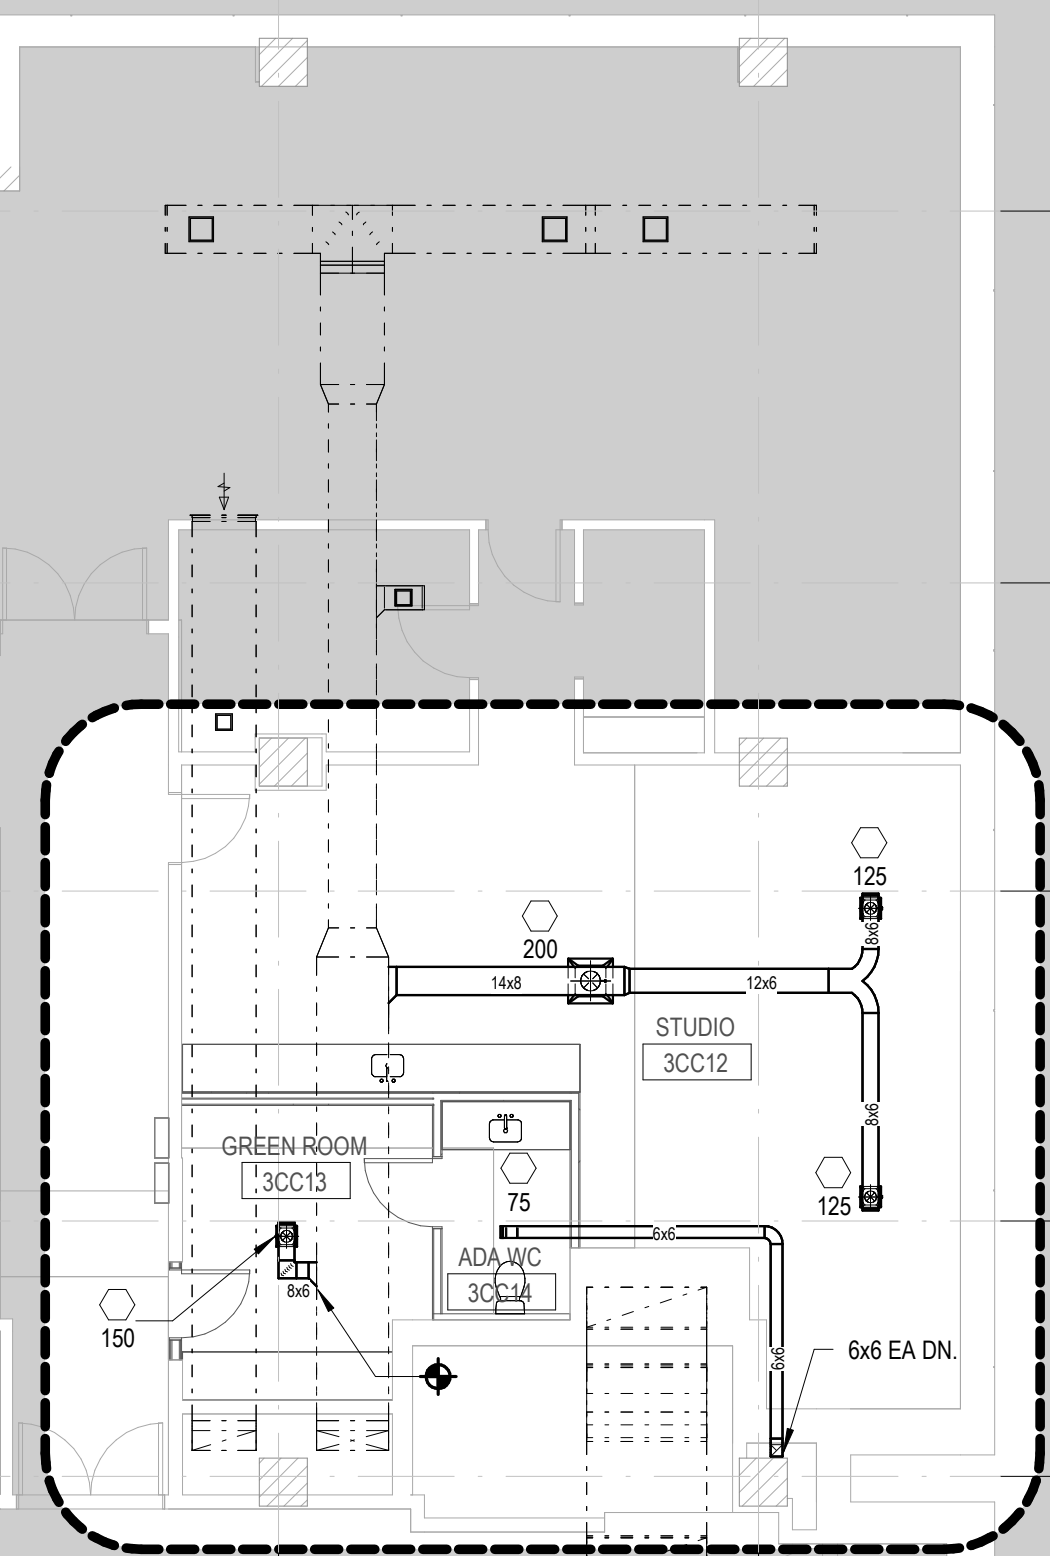 125
8x6
200
14x8
12x6
STUDIO
3CC12
8x6
GREEN ROOM
3CC13
75
125
6x6
ADA WC
3CC14
8x6
150
6x6
6x6 EA DN.